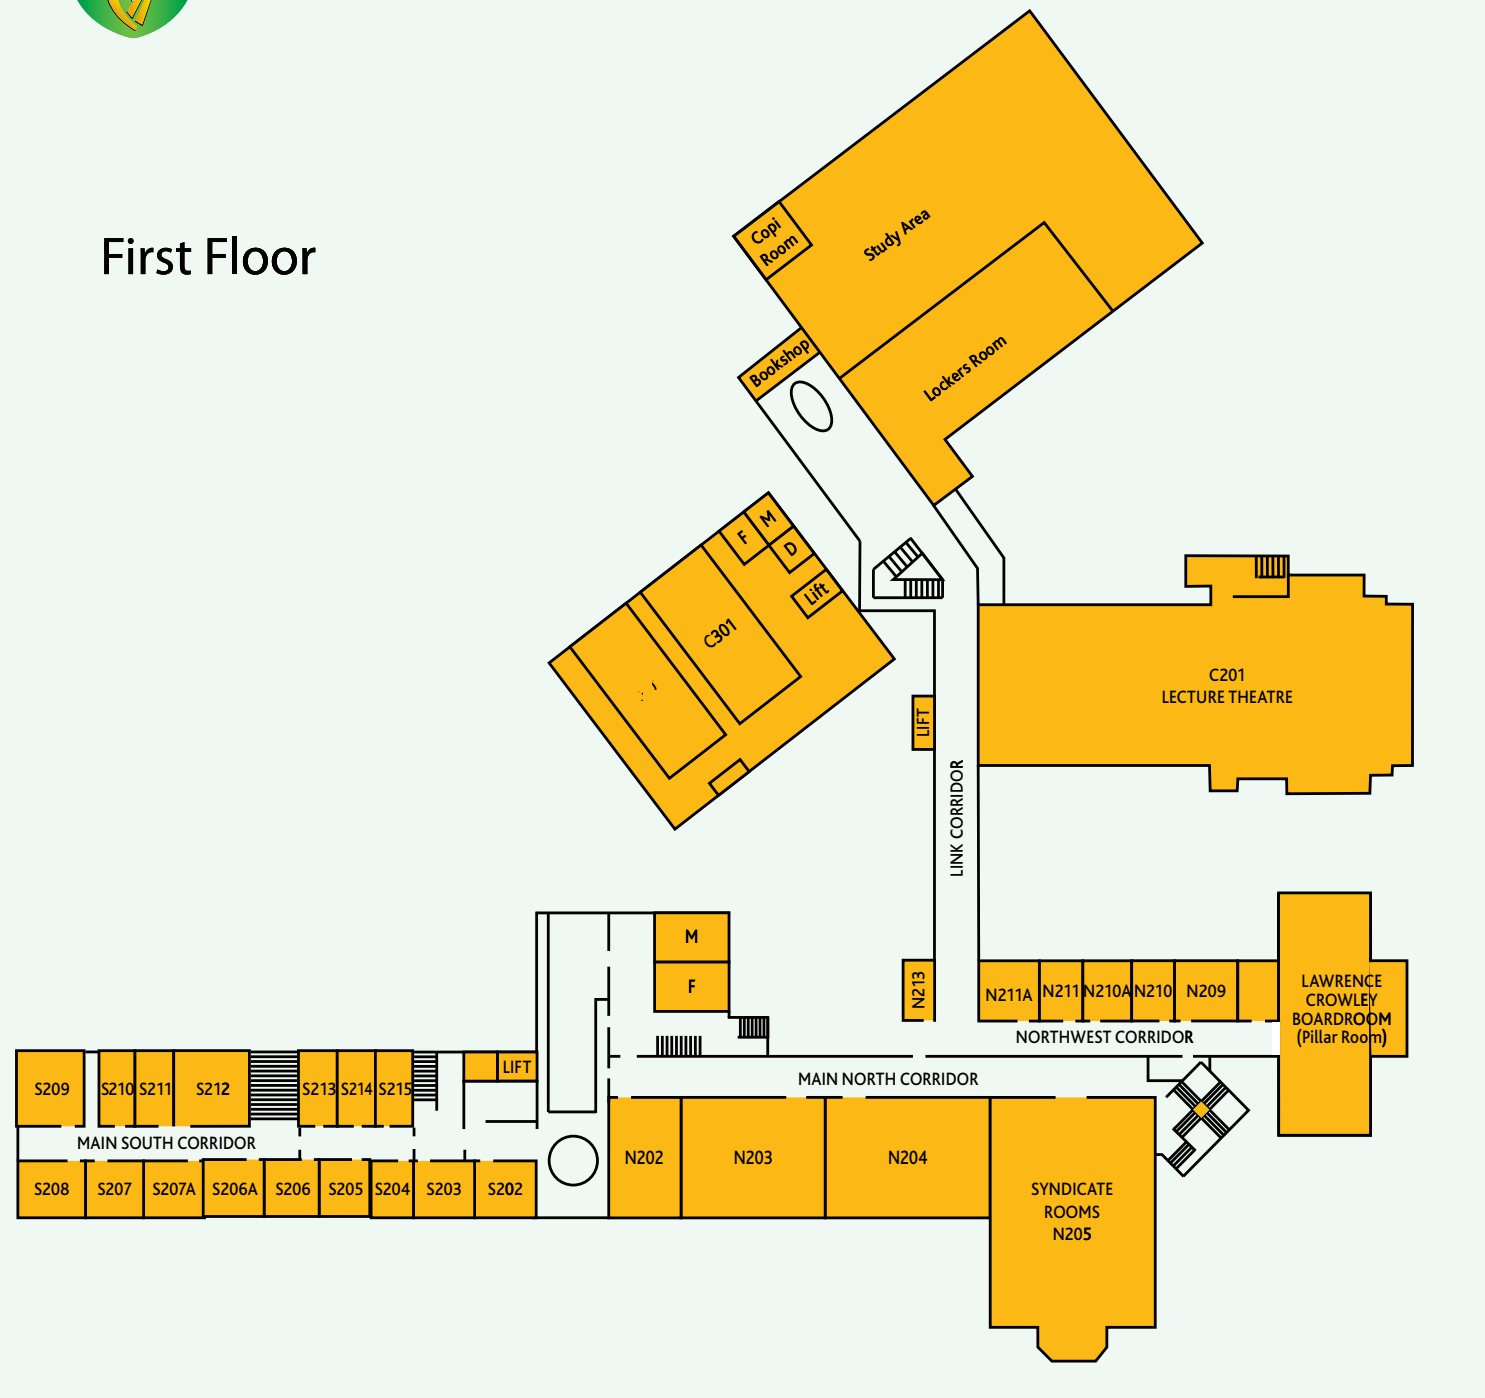 First Floor
Copi
Room
Study Area
Bookshop
Lockers Room
M
F
D
Lift
C301
C201
LECTURE THEATRE
LIFT
LINK CORRIDOR
M
F
N213
N211A
N211
N210A
N210
N209
LAWRENCE
CROWLEY
BOARDROOM
(Pillar Room)
NORTHWEST CORRIDOR
MAIN NORTH CORRIDOR
S209
S210
S211
S212
S213
S214
S215
LIFT
MAIN SOUTH CORRIDOR
S208
S207
S207A
S206A
S206
S205
S204
S203
S202
N202
N203
N204
SYNDICATE
ROOMS
N205